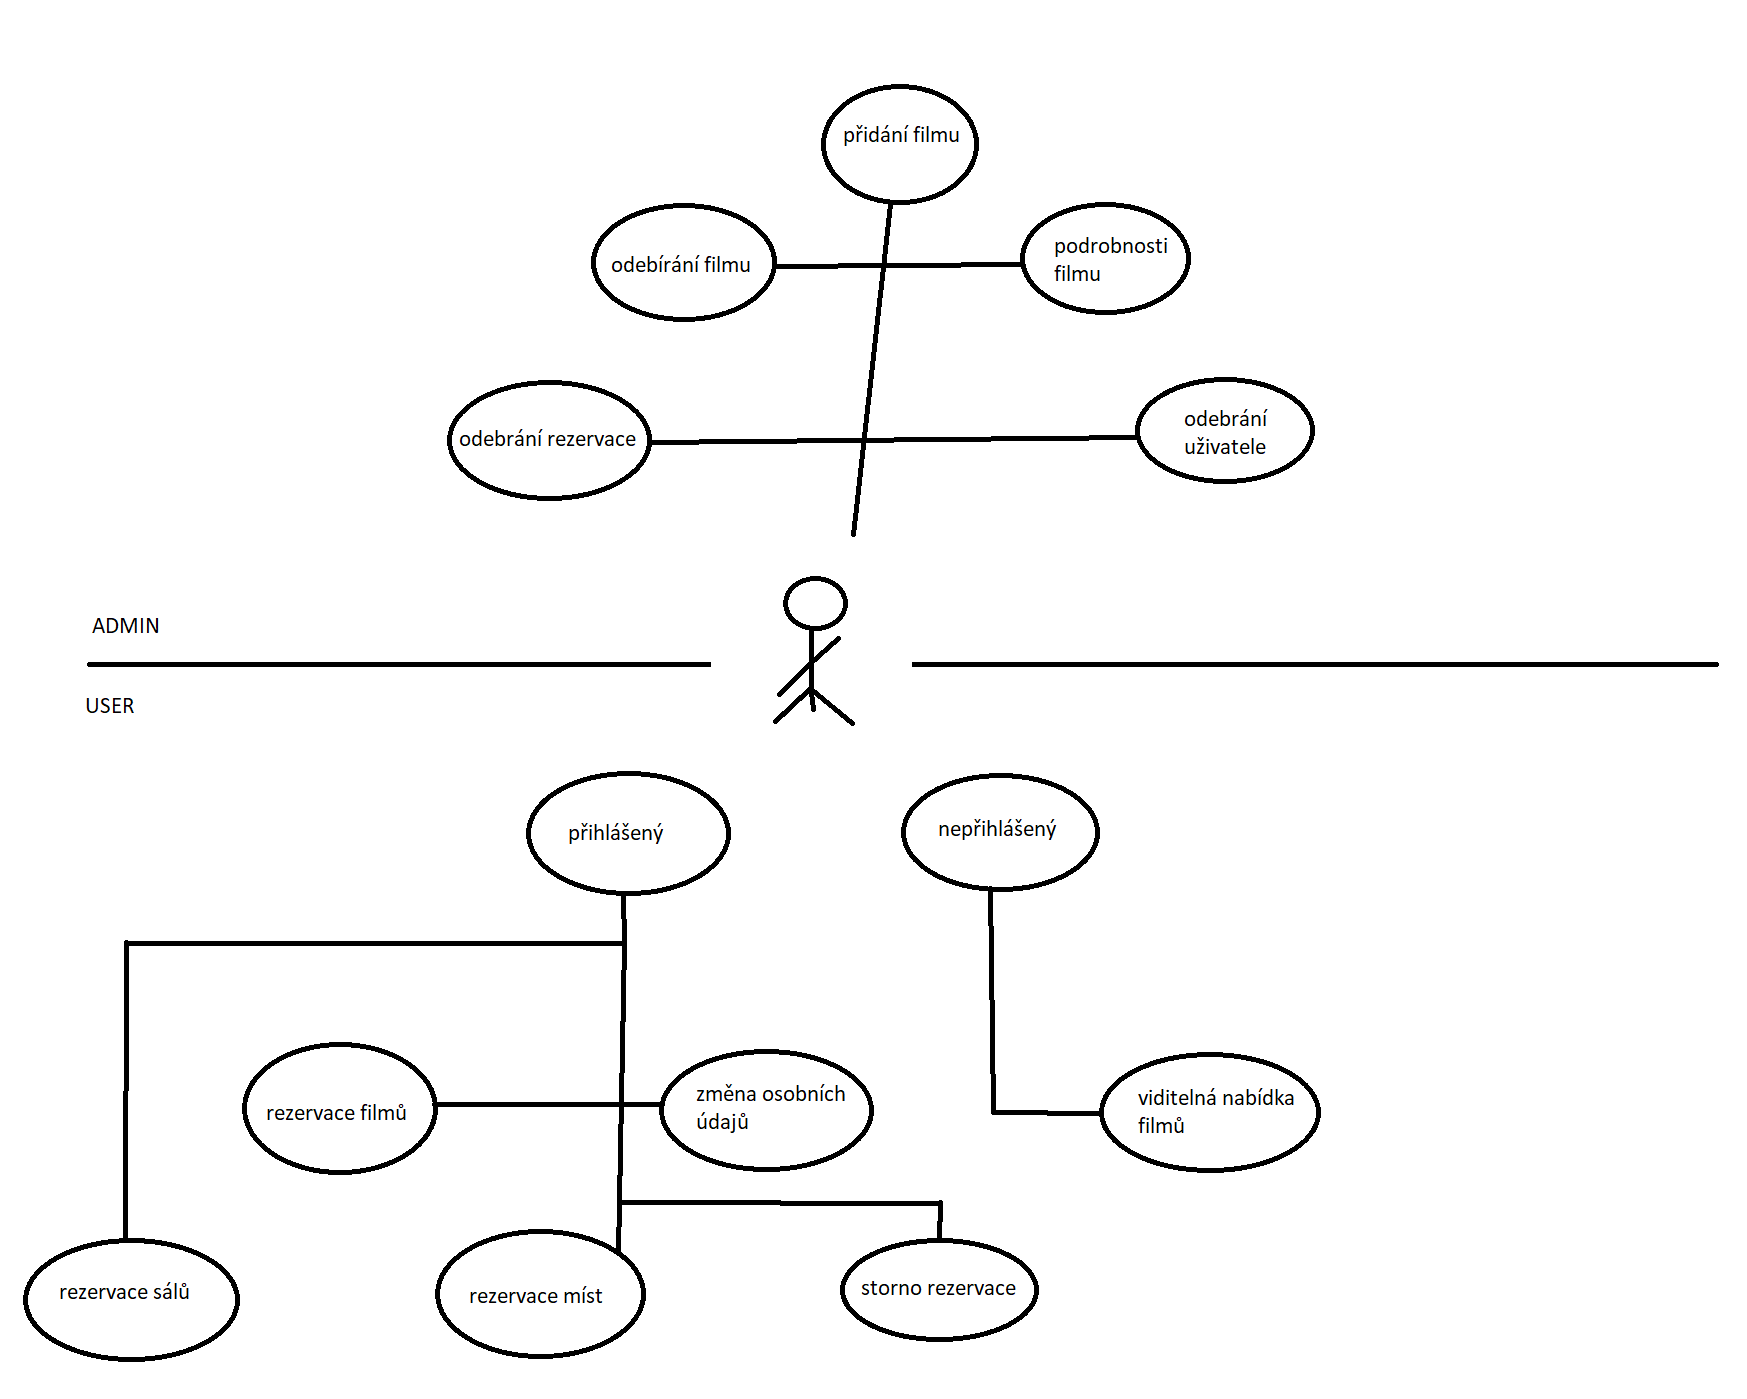 přidání filmu
odebírání filmu
podrobnosti
filmu
odebrání rezervace
odebrání
uživatele
ADMIN
USER
přihlášený
nepřihlášený
rezervace filmů
změna osobních
údajů
viditelná nabídka
filmů
rezervace sálů
rezervace míst
storno rezervace